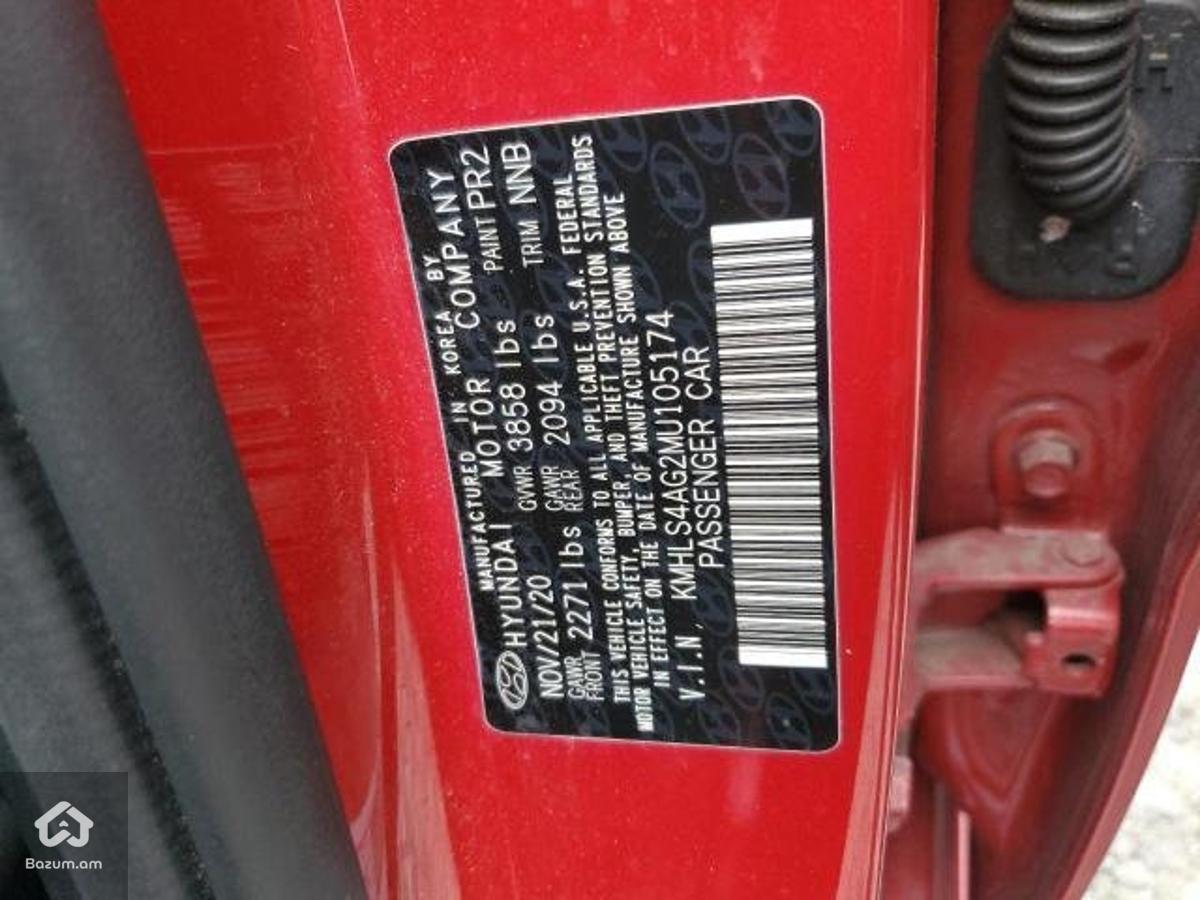 MANUFACTURED IN KOREA BY
HYUNDAI MOTOR COMPANY
NOV/21/20 GVWR 3858 lbs PAINT PR2
GAWR FRONT 2271 lbs GAWR REAR 2094 lbs TRIM NNB
THIS VEHICLE CONFORMS TO ALL APPLICABLE U.S.A. FEDERAL
MOTOR VEHICLE SAFETY, BUMPER, AND THEFT PREVENTION STANDARDS
IN EFFECT ON THE DATE OF MANUFACTURE SHOWN ABOVE
V.I.N. KMHLS4AG2MU105174
PASSENGER CAR
Bazum.am